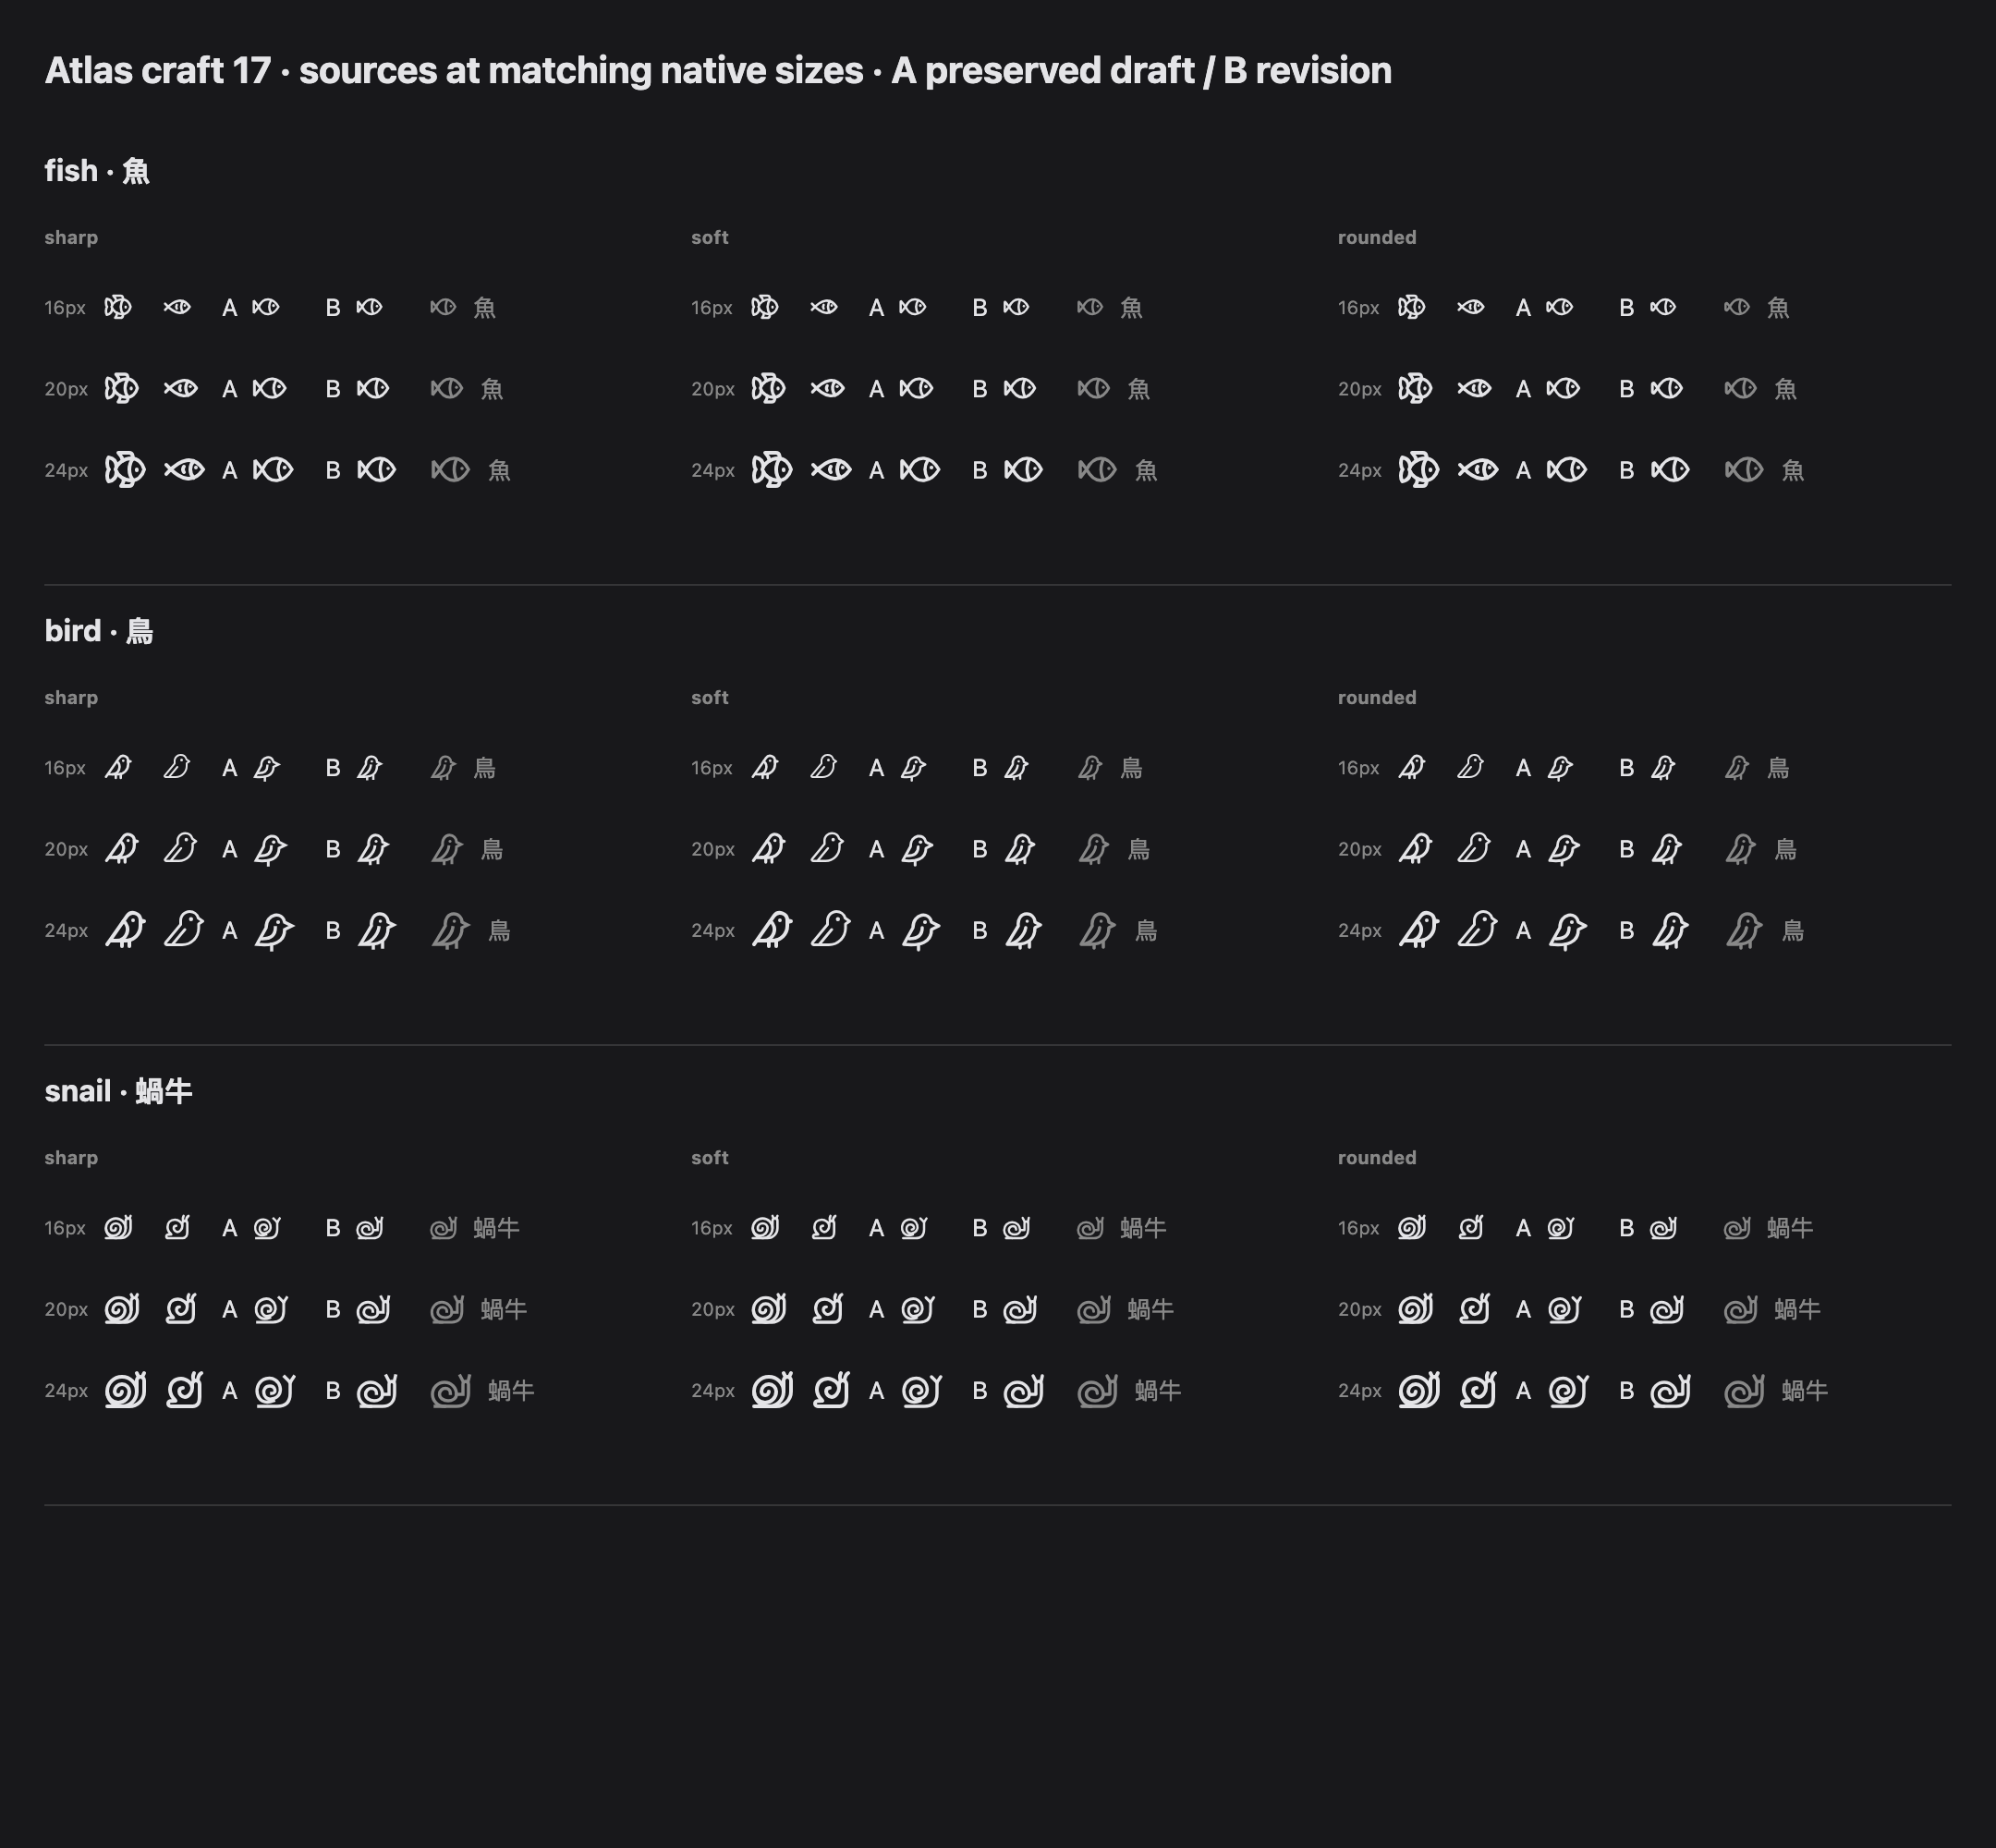 Atlas craft 17 · sources at matching native sizes · A preserved draft / B revision
fish · 魚
sharp soft rounded
16px A B 魚 16px A B 魚 16px A B 魚
20px A B 魚 20px A B 魚 20px A B 魚
24px A B 魚 24px A B 魚 24px A B 魚
bird · 鳥
sharp soft rounded
16px A B 鳥 16px A B 鳥 16px A B 鳥
20px A B 鳥 20px A B 鳥 20px A B 鳥
24px A B 鳥 24px A B 鳥 24px A B 鳥
snail · 蝸牛
sharp soft rounded
16px A B 蝸牛 16px A B 蝸牛 16px A B 蝸牛
20px A B 蝸牛 20px A B 蝸牛 20px A B 蝸牛
24px A B 蝸牛 24px A B 蝸牛 24px A B 蝸牛